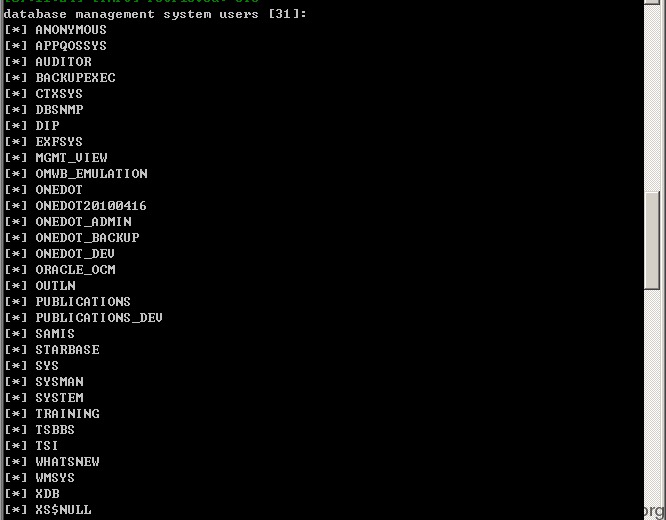 database management system users [31]:
[*] ANONYMOUS
[*] APPQOSSYS
[*] AUDITOR
[*] BACKUPEXEC
[*] CTXSYS
[*] DBSNMP
[*] DIP
[*] EXFSYS
[*] MGMT_VIEW
[*] OMWB_EMULATION
[*] ONEDOT
[*] ONEDOT20100416
[*] ONEDOT_ADMIN
[*] ONEDOT_BACKUP
[*] ONEDOT_DEV
[*] ORACLE_OCM
[*] OUTLN
[*] PUBLICATIONS
[*] PUBLICATIONS_DEV
[*] SAMIS
[*] STARBASE
[*] SYS
[*] SYSMAN
[*] SYSTEM
[*] TRAINING
[*] TSBBS
[*] TSI
[*] WHATSNEW
[*] WMSYS
[*] XDB
[*] XS$NULL
org